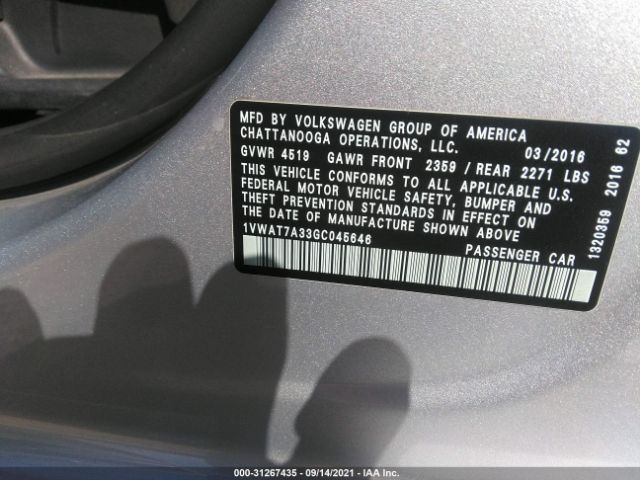 MFD BY VOLKSWAGEN GROUP OF AMERICA
CHATTANOOGA OPERATIONS, LLC. 03/2016
GVWR 4519 GAWR FRONT 2359 / REAR 2271 LBS
THIS VEHICLE CONFORMS TO ALL APPLICABLE U.S.
FEDERAL MOTOR VEHICLE SAFETY, BUMPER AND
THEFT PREVENTION STANDARDS IN EFFECT ON
THE DATE OF MANUFACTURE SHOWN ABOVE
1VWAT7A33GC045646 PASSENGER CAR
1320359 2016 62
000-31267435 - 09/14/2021 - IAA Inc.